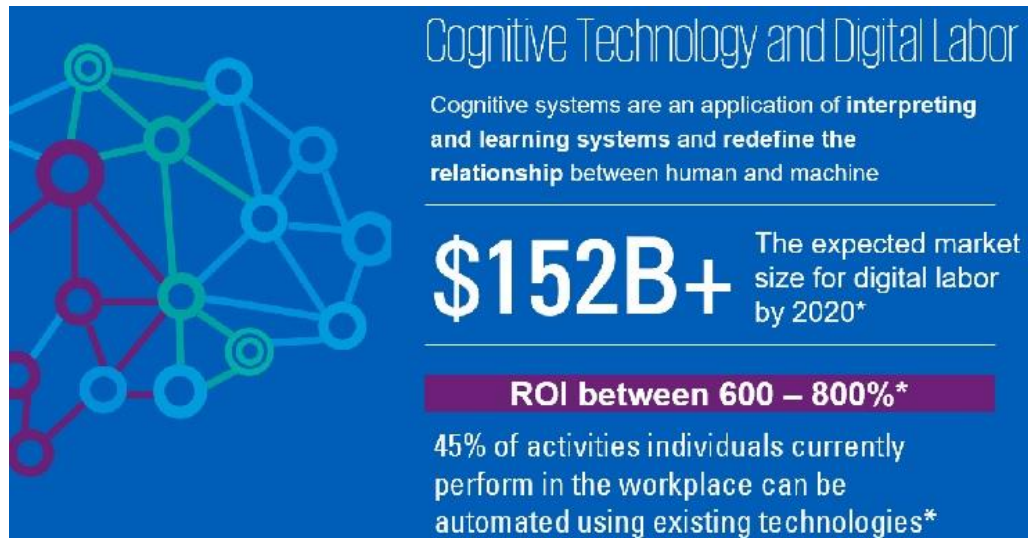 Cognitive Technology and Digital Labor
Cognitive systems are an application of interpreting
and learning systems and redefine the
relationship between human and machine
$152B+
The expected market
size for digital labor
by 2020*
ROI between 600 – 800%*
45% of activities individuals currently
perform in the workplace can be
automated using existing technologies*